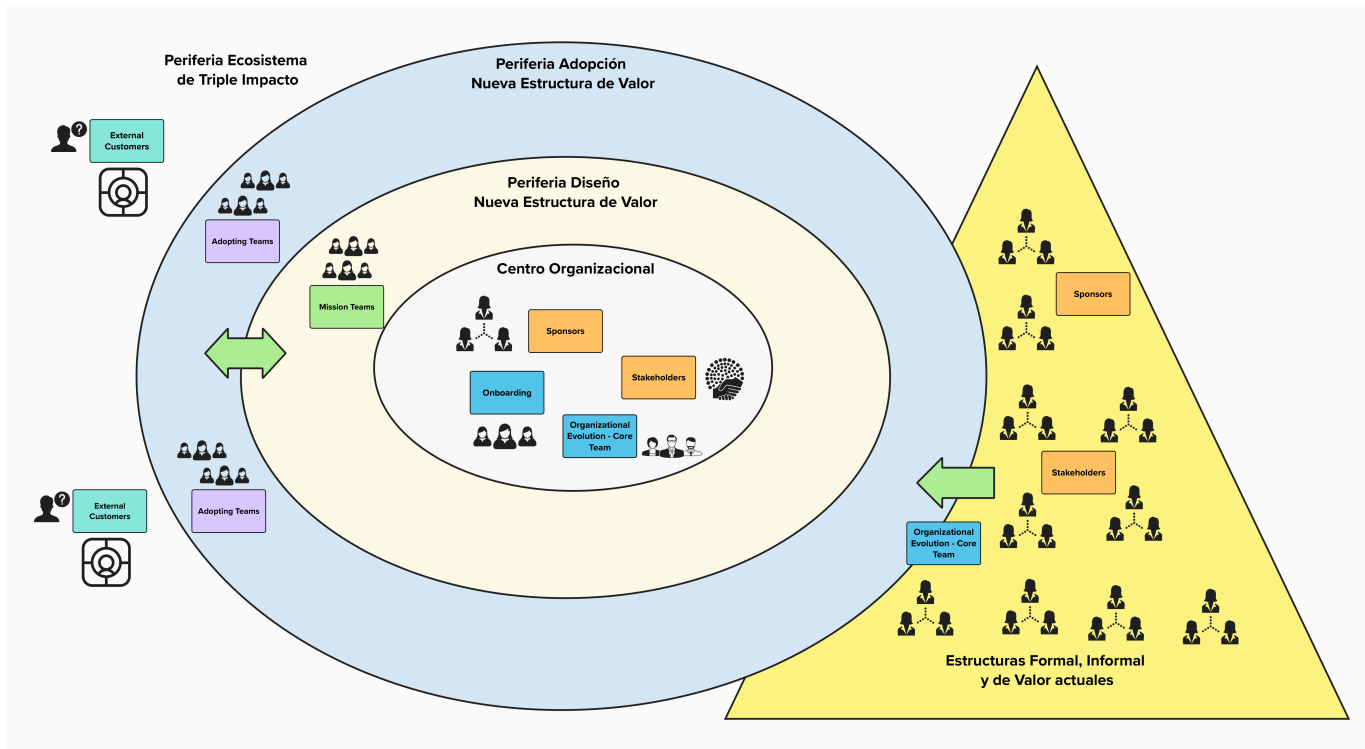 Periferia Ecosistema
de Triple Impacto
Periferia Adopción
Nueva Estructura de Valor
External
Customers
?
Adopting Teams
Periferia Diseño
Nueva Estructura de Valor
Mission Teams
Centro Organizacional
Sponsors
Stakeholders
Onboarding
Organizational
Evolution - Core
Team
Adopting Teams
External
Customers
?
Sponsors
Stakeholders
Organizational
Evolution - Core
Team
Estructuras Formal, Informal
y de Valor actuales